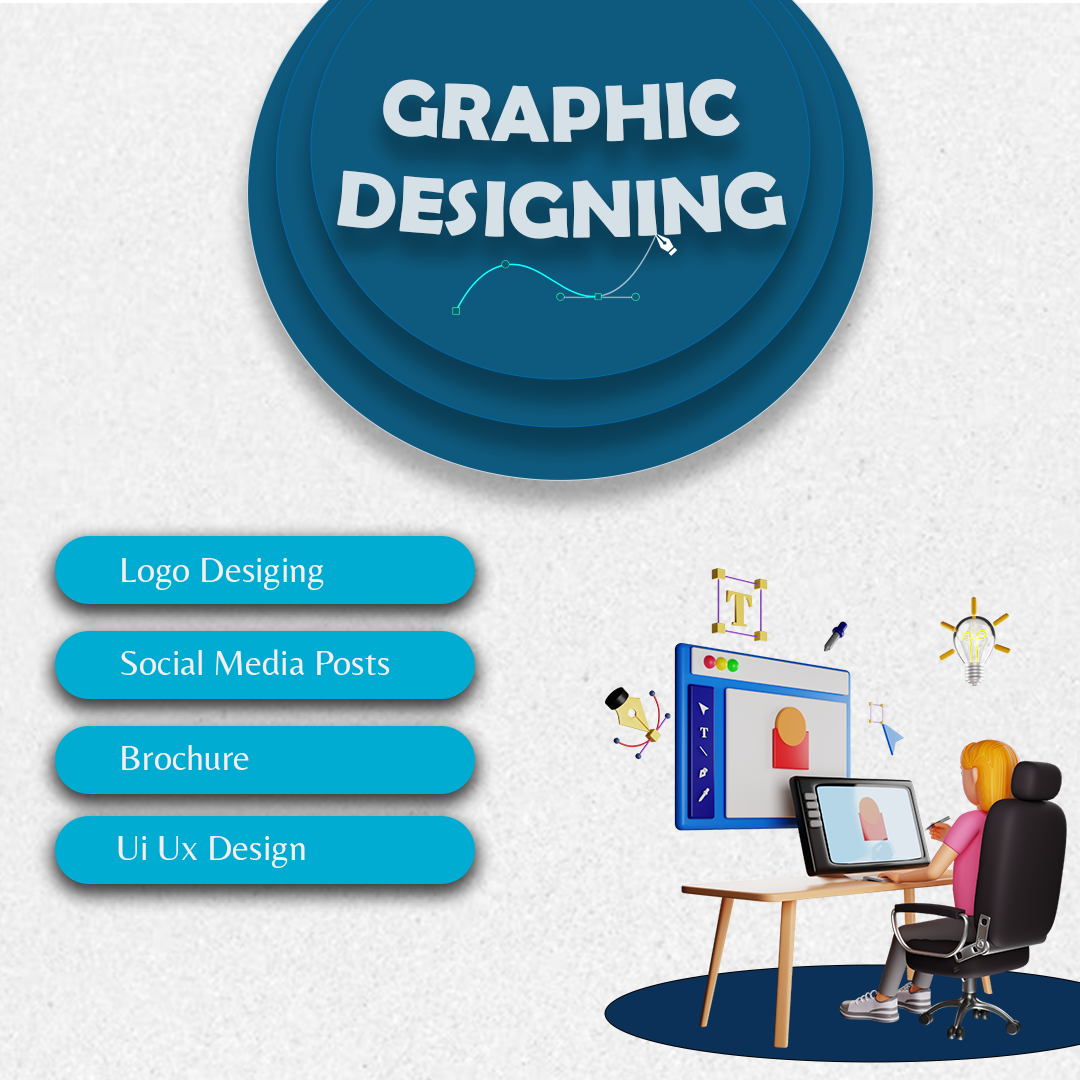 GRAPHIC
DESIGNING
Logo Desiging
Social Media Posts
Brochure
Ui Ux Design
T
T